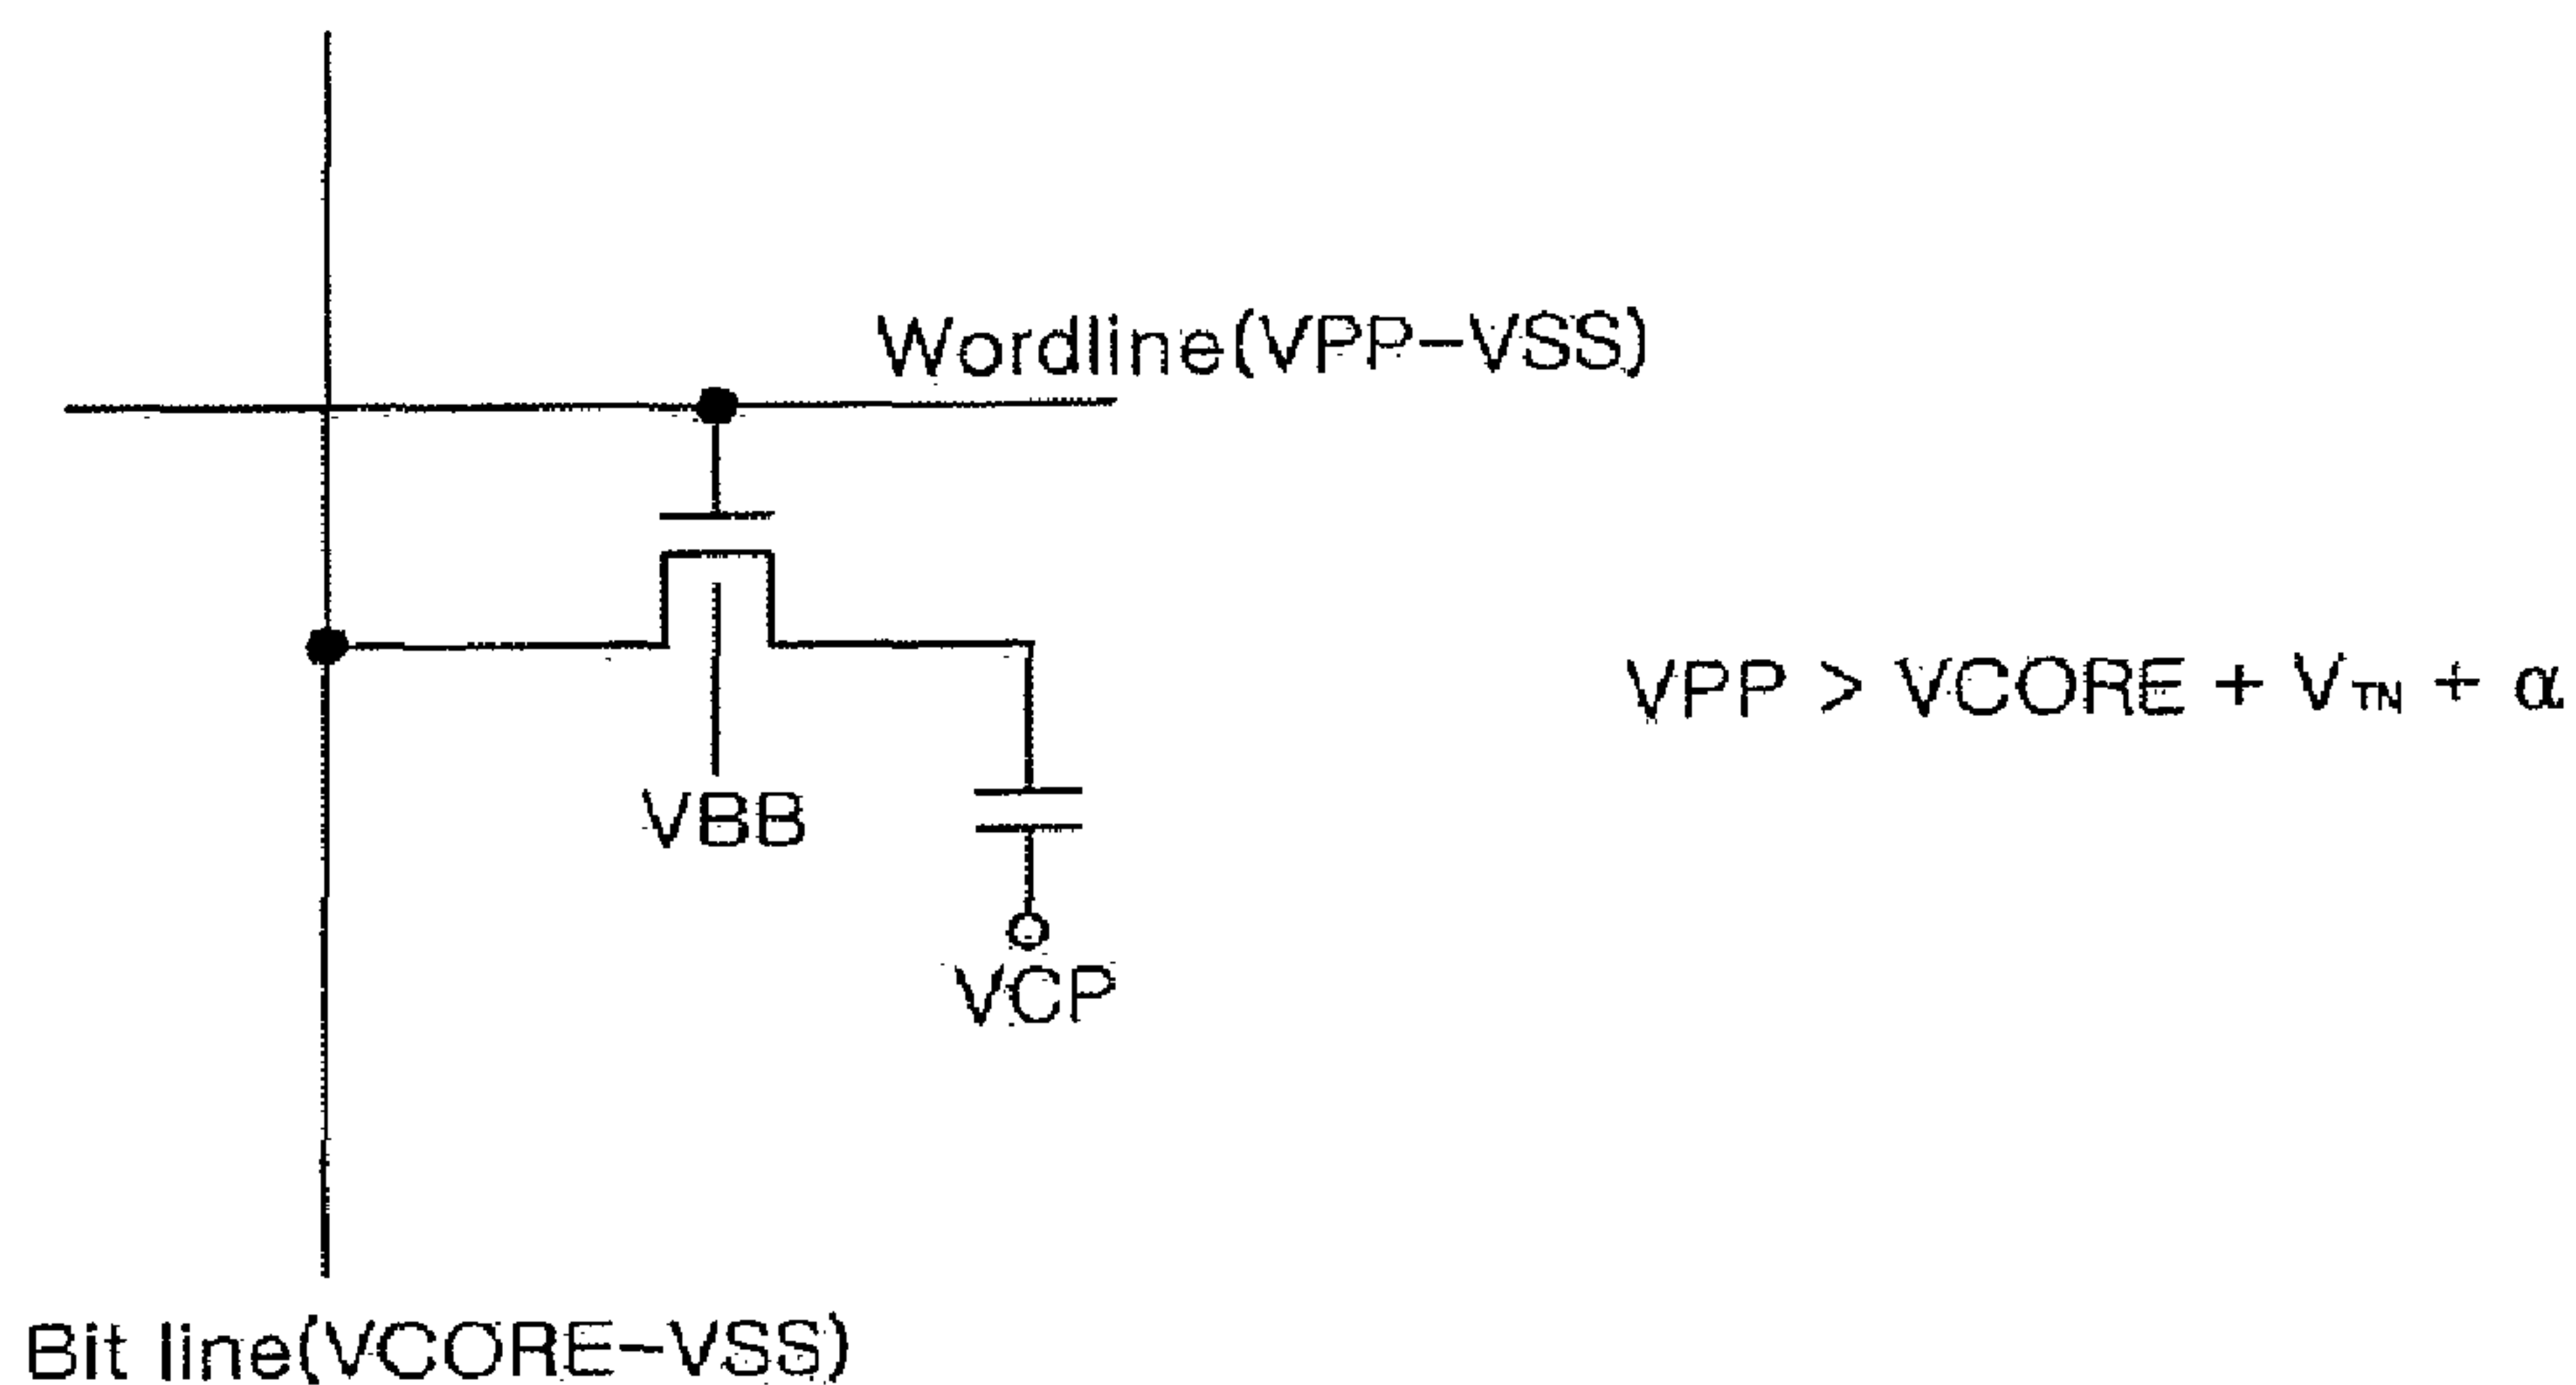 Wordline(VPP-VSS)
VPP > VCORE + VTN + α
VBB
VCP
Bit line(VCORE-VSS)